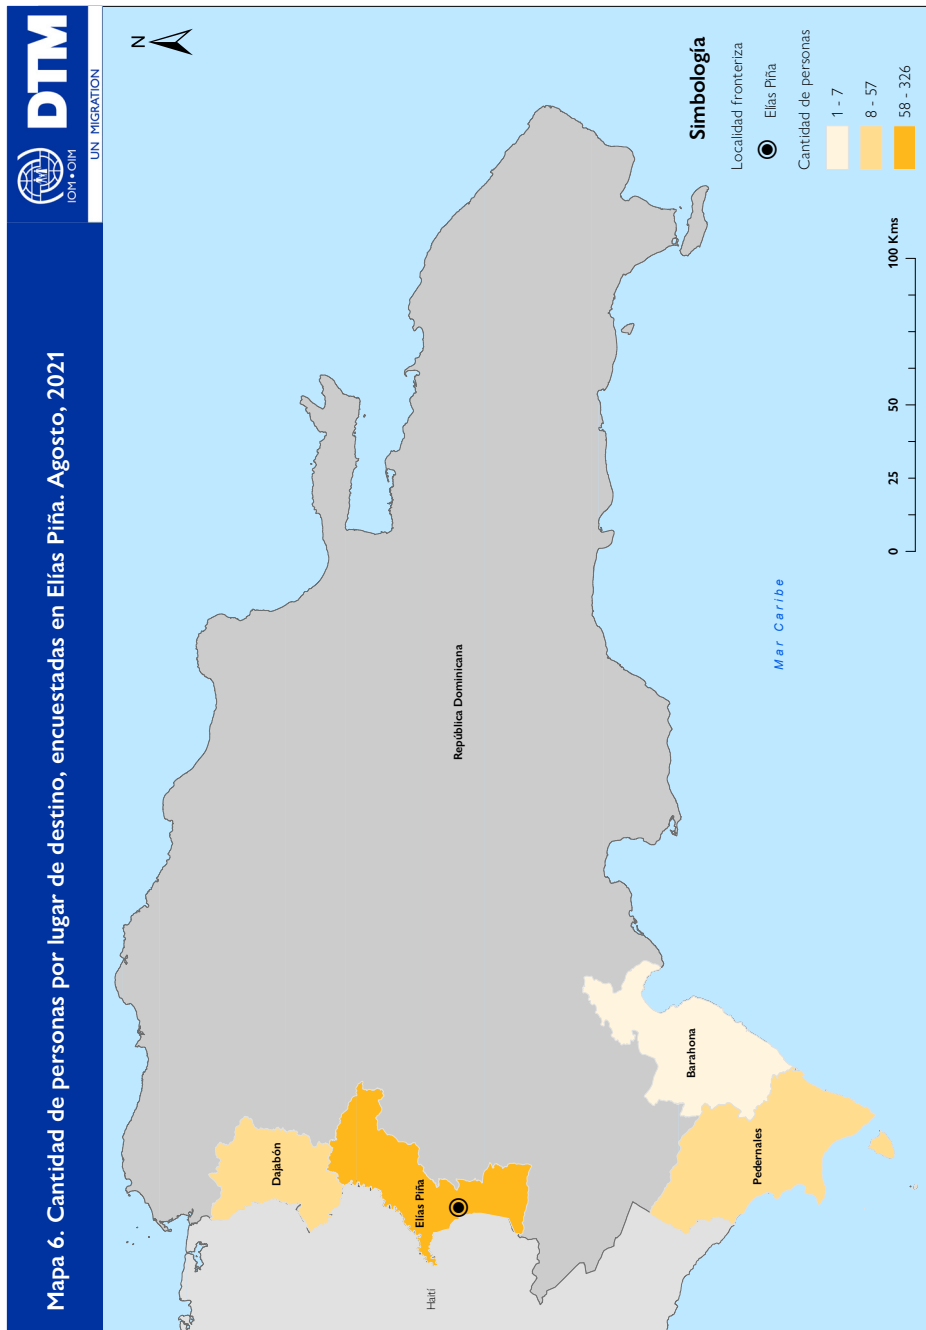 Mapa 6. Cantidad de personas por lugar de destino, encuestadas en Elías Piña. Agosto, 2021
IOM • OIM
DTM
UN MIGRATION
N
Dajabón
Elías Piña
Haití
República Dominicana
Barahona
Pedernales
Mar Caribe
Simbología
Localidad fronteriza
Elías Piña
Cantidad de personas
1 - 7
8 - 57
58 - 326
0 25 50 100 Kms